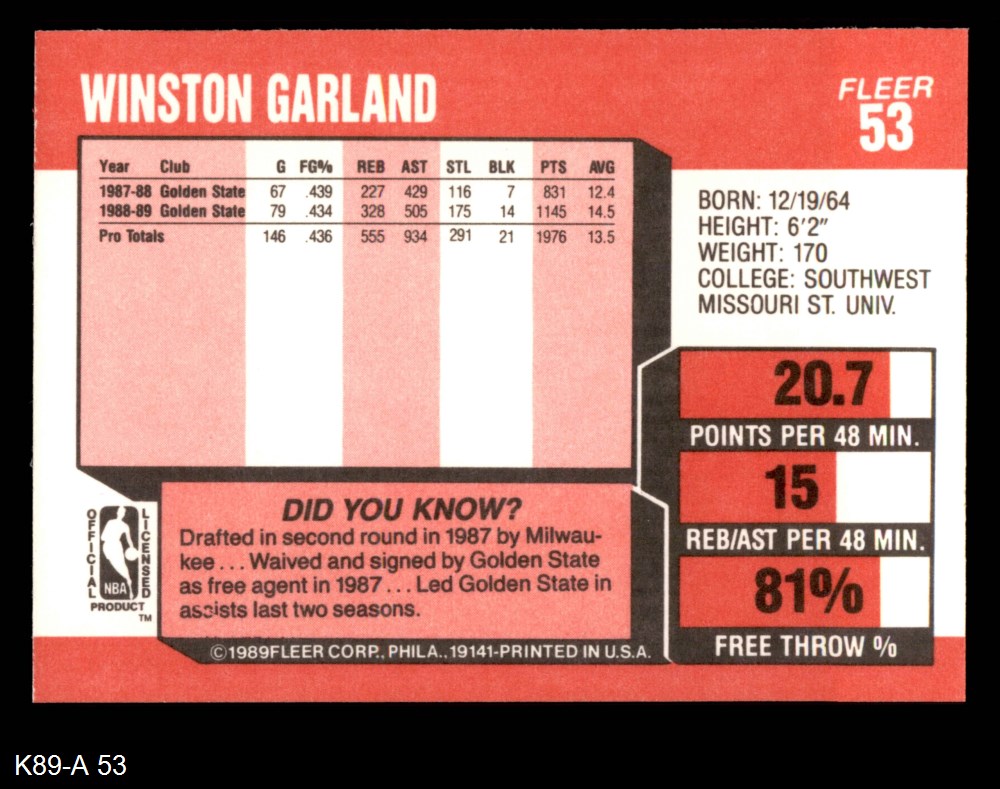 WINSTON GARLAND
FLEER
53
Year Club G FG% REB AST STL BLK PTS AVG
1987-88 Golden State 67 .439 227 429 116 7 831 12.4
1988-89 Golden State 79 .434 328 505 175 14 1145 14.5
Pro Totals 146 .436 555 934 291 21 1976 13.5
BORN: 12/19/64
HEIGHT: 6'2"
WEIGHT: 170
COLLEGE: SOUTHWEST
MISSOURI ST. UNIV.
20.7
POINTS PER 48 MIN.
15
REB/AST PER 48 MIN.
81%
FREE THROW %
DID YOU KNOW?
Drafted in second round in 1987 by Milwau-
kee . . . Waived and signed by Golden State
as free agent in 1987 . . . Led Golden State in
assists last two seasons.
OFFICIAL
NBA
LICENSED
PRODUCT
TM
©1989FLEER CORP., PHILA., 19141-PRINTED IN U.S.A.
K89-A 53